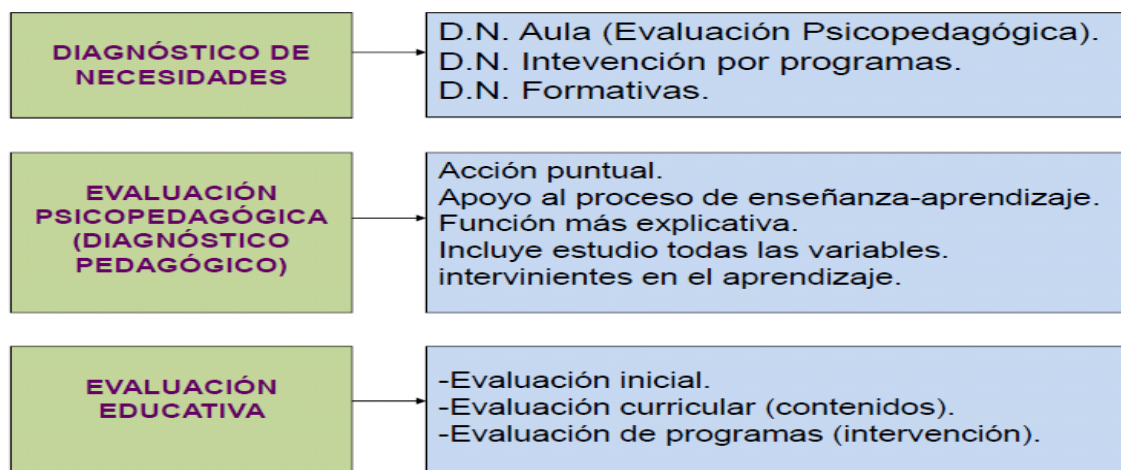 DIAGNÓSTICO DE
NECESIDADES
D.N. Aula (Evaluación Psicopedagógica).
D.N. Intevención por programas.
D.N. Formativas.
EVALUACIÓN
PSICOPEDAGÓGICA
(DIAGNÓSTICO
PEDAGÓGICO)
Acción puntual.
Apoyo al proceso de enseñanza-aprendizaje.
Función más explicativa.
Incluye estudio todas las variables.
intervinientes en el aprendizaje.
EVALUACIÓN
EDUCATIVA
-Evaluación inicial.
-Evaluación curricular (contenidos).
-Evaluación de programas (intervención).